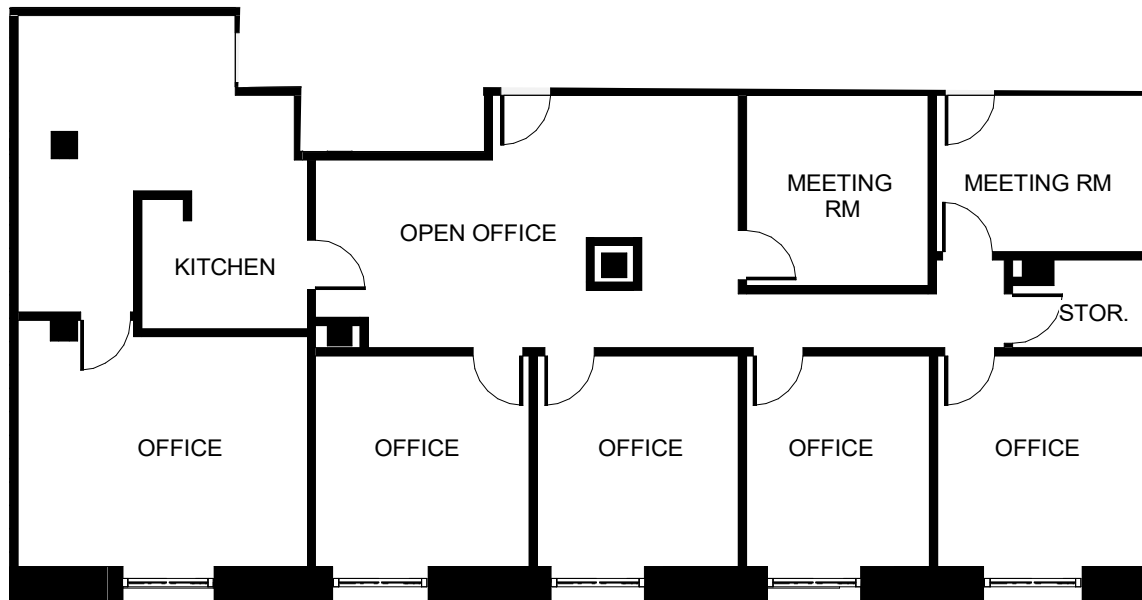 MEETING
RM
MEETING RM
OPEN OFFICE
KITCHEN
STOR.
OFFICE
OFFICE
OFFICE
OFFICE
OFFICE